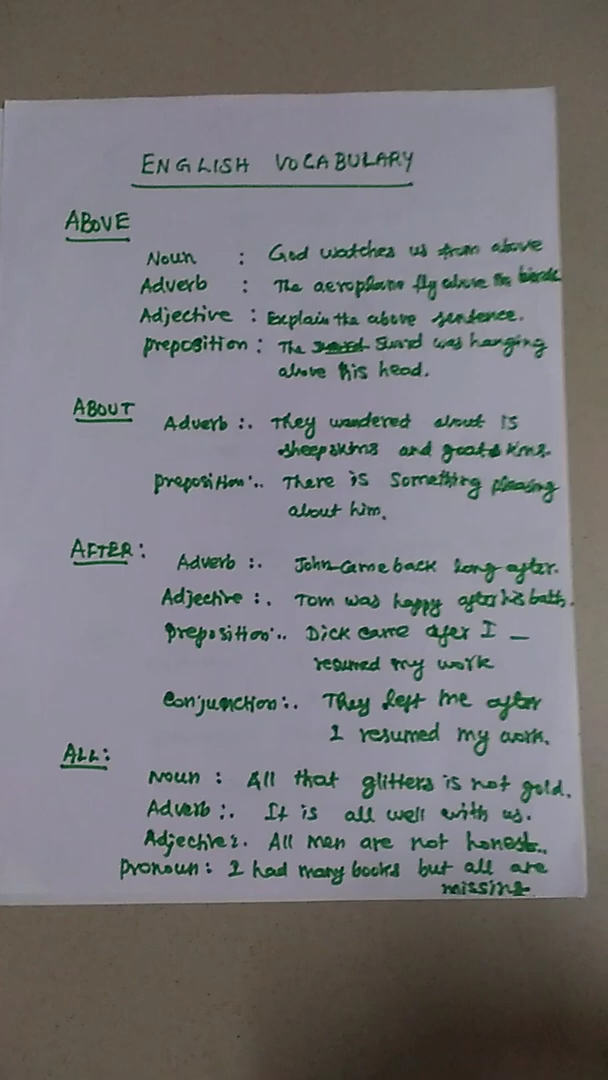 ENGLISH VOCABULARY
ABOVE
Noun : God watches us from above
Adverb : The aeroplane fly above the birds
Adjective : Explain the above sentence.
preposition : The Sword was hanging
above his head.
ABOUT
Adverb :. They wandered about is
sheepskins and goatskins.
preposition :.. There is something pleasing
about him.
AFTER :
Adverb :. John came back long after.
Adjective :. Tom was happy after his bath.
preposition :.. Dick came afer I _
resumed my work
conjunction :. They left me after
I resumed my work.
ALL :
Noun : All that glitters is not gold.
Adverb :. It is all well with us.
Adjective :. All men are not honest..
pronoun : I had many books but all are
missing